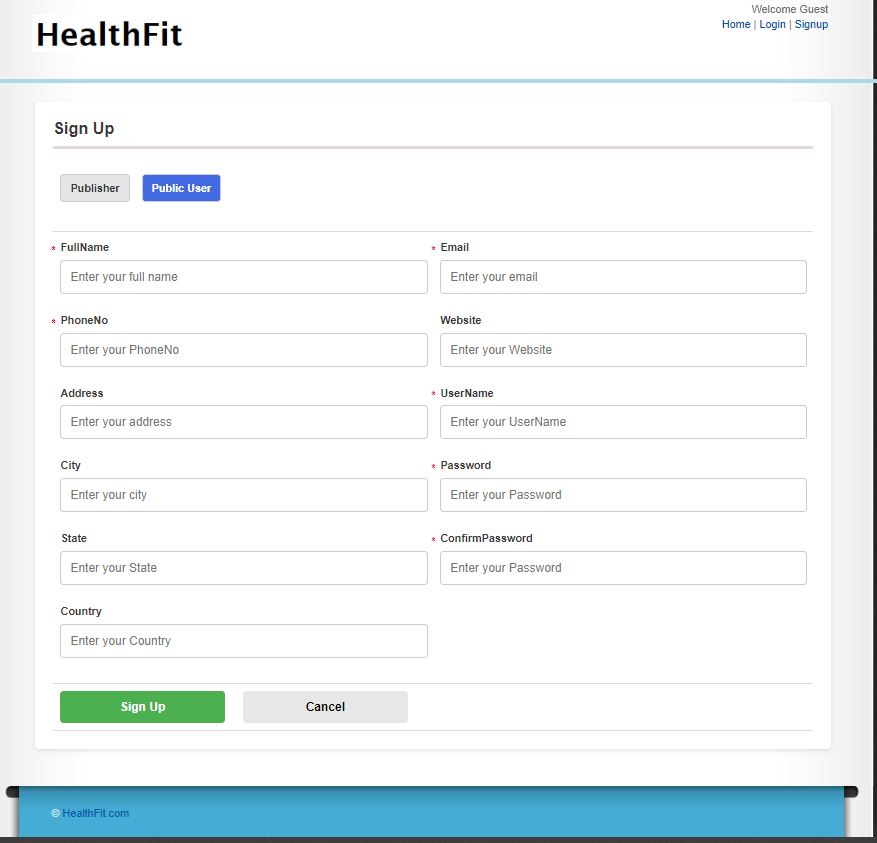 Welcome Guest
HealthFit
Home | Login | Signup
Sign Up
Publisher Public User
* FullName * Email
Enter your full name Enter your email
* PhoneNo Website
Enter your PhoneNo Enter your Website
Address * UserName
Enter your address Enter your UserName
City * Password
Enter your city Enter your Password
State * ConfirmPassword
Enter your State Enter your Password
Country
Enter your Country
Sign Up Cancel
© HealthFit.com